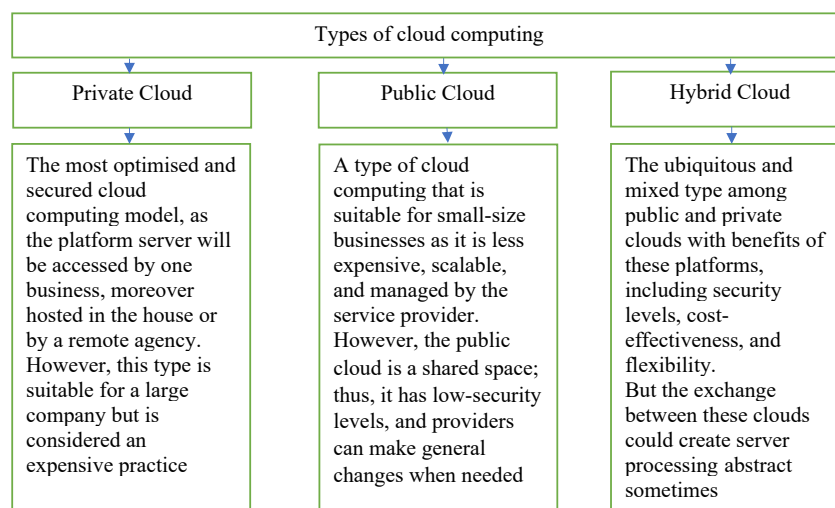 Types of cloud computing
Private Cloud
Public Cloud
Hybrid Cloud
The most optimised and
secured cloud
computing model, as
the platform server will
be accessed by one
business, moreover
hosted in the house or
by a remote agency.
However, this type is
suitable for a large
company but is
considered an
expensive practice
A type of cloud
computing that is
suitable for small-size
businesses as it is less
expensive, scalable,
and managed by the
service provider.
However, the public
cloud is a shared space;
thus, it has low-security
levels, and providers
can make general
changes when needed
The ubiquitous and
mixed type among
public and private
clouds with benefits of
these platforms,
including security
levels, cost-
effectiveness, and
flexibility.
But the exchange
between these clouds
could create server
processing abstract
sometimes